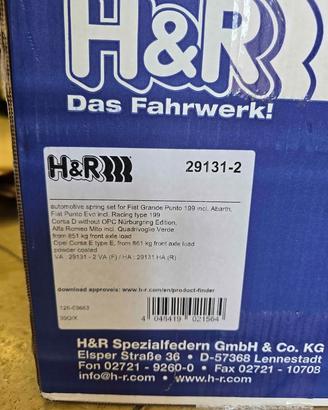 H&R
Das Fahrwerk!
H&R
29131-2
automotive spring set for Fiat Grande Punto 199 incl. Abarth,
Fiat Punto Evo incl. Racing type 199
Corsa D without OPC Nürburgring Edition,
Alfa Romeo Mito incl. Quadrivoglio Verde
from 851 kg front axle load
Opel Corsa E type E, from 861 kg front axle load
powder coated
VA : 29131 - 2 VA (F) / HA : 29131 HA (R)
download approvals: www.h-r.com/en/product-finder
4 048419 021564
H&R Spezialfedern GmbH & Co. KG
Elsper Straße 36 • D-57368 Lennestadt
Fon 02721 - 9260-0 • Fax 02721 - 10708
info@h-r.com • www.h-r.com